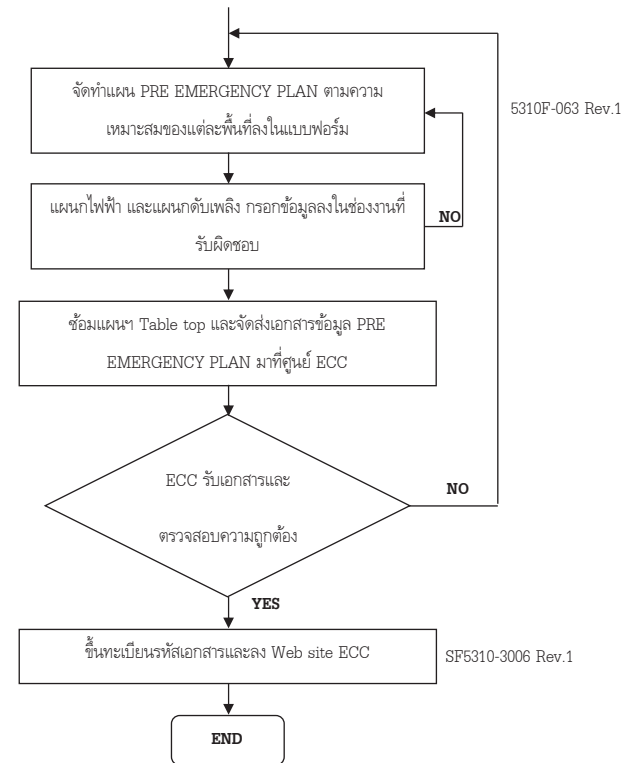 จัดทำแผน PRE EMERGENCY PLAN ตามความ
เหมาะสมของแต่ละพื้นที่ลงในแบบฟอร์ม
5310F-063 Rev.1
แผนกไฟฟ้า และแผนกดับเพลิง กรอกข้อมูลลงในช่องงานที่
รับผิดชอบ
NO
ซ้อมแผนฯ Table top และจัดส่งเอกสารข้อมูล PRE
EMERGENCY PLAN มาที่ศูนย์ ECC
ECC รับเอกสารและ
ตรวจสอบความถูกต้อง
NO
YES
ขึ้นทะเบียนรหัสเอกสารและลง Web site ECC
SF5310-3006 Rev.1
END